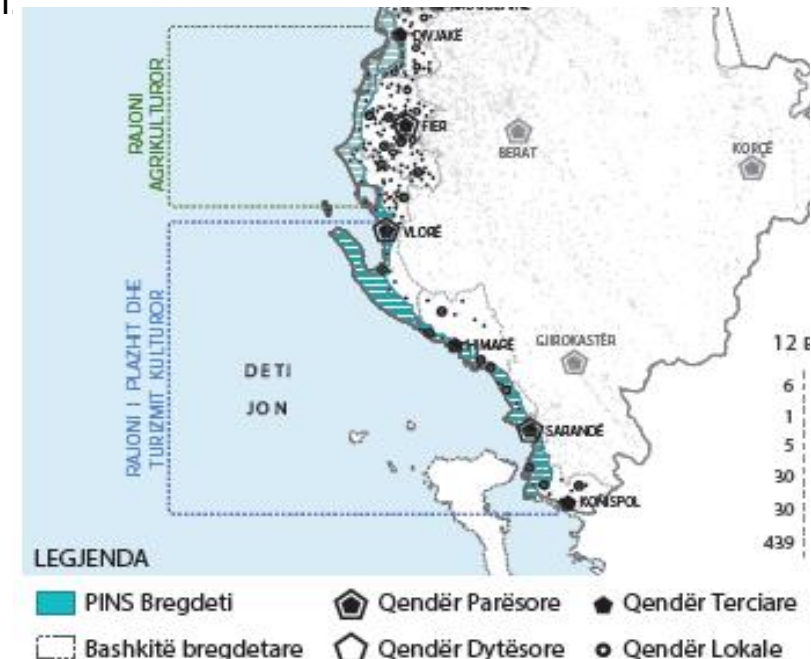 DIVJAKË
RAJONI
AGRIKULTUROR
FIER
BERAT
KORÇË
VLORË
RAJONI I PLAZHIT DHE
TURIZMIT KULTUROR
HIMARË
GJIROKASTËR
DETI
JON
SARANDË
KONISPOL
12
6
1
5
30
30
439
LEGJENDA
PINS Bregdeti
Qendër Parësore
Qendër Terciare
Bashkitë bregdetare
Qendër Dytësore
Qendër Lokale